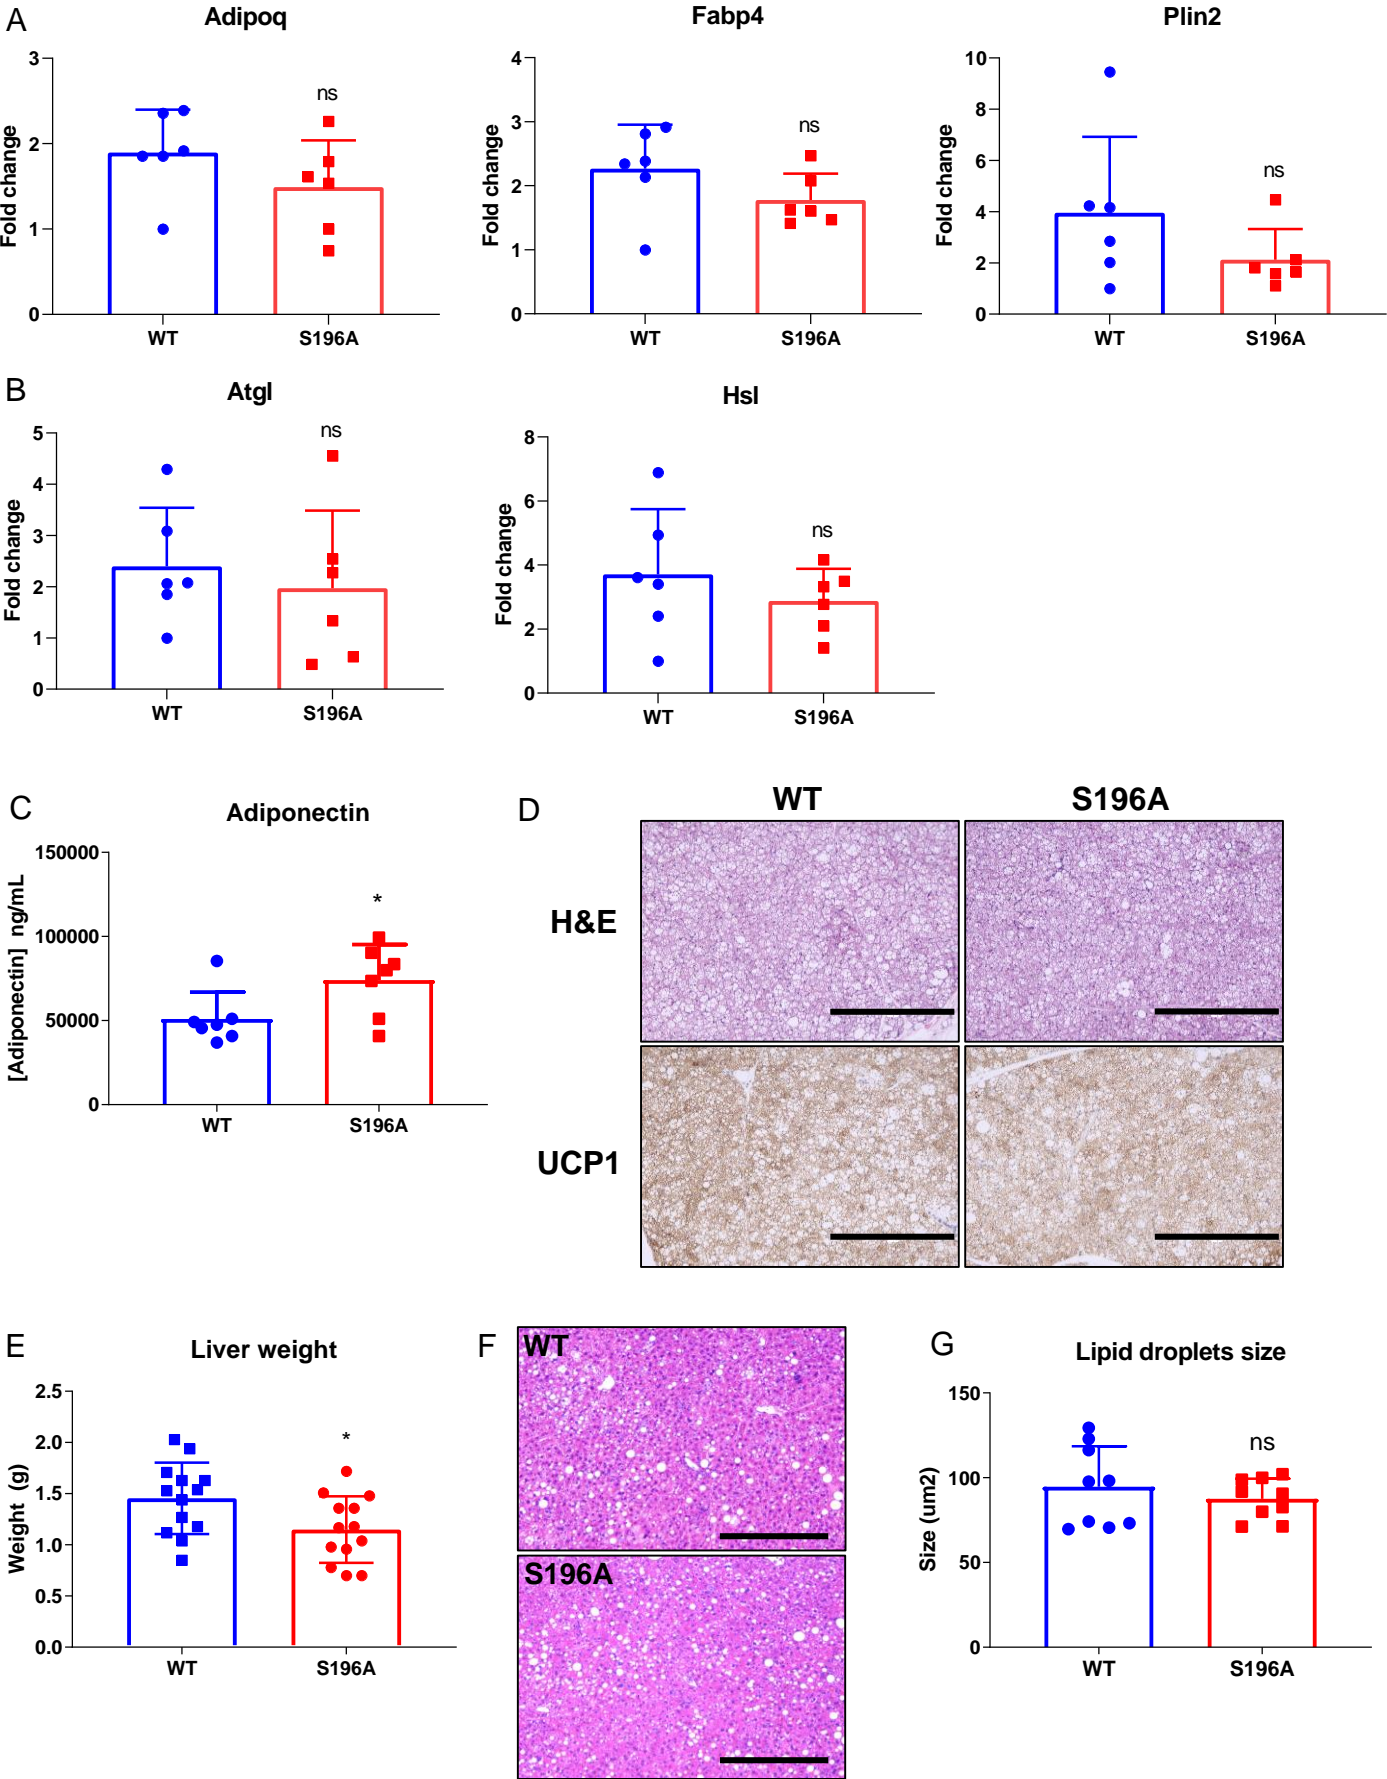 A
Adipoq
Fabp4
Plin2
3
2
1
0
Fold change
ns
WT
S196A
4
3
2
1
0
Fold change
ns
WT
S196A
10
8
6
4
2
0
Fold change
ns
WT
S196A
B
Atgl
Hsl
5
4
3
2
1
0
Fold change
ns
WT
S196A
8
6
4
2
0
Fold change
ns
WT
S196A
C
Adiponectin
150000
100000
50000
0
[Adiponectin] ng/mL
*
WT
S196A
D
WT
S196A
H&E
UCP1
E
Liver weight
2.5
2.0
1.5
1.0
0.5
0.0
Weight (g)
*
WT
S196A
F
WT
S196A
G
Lipid droplets size
150
100
50
0
Size (um2)
ns
WT
S196A